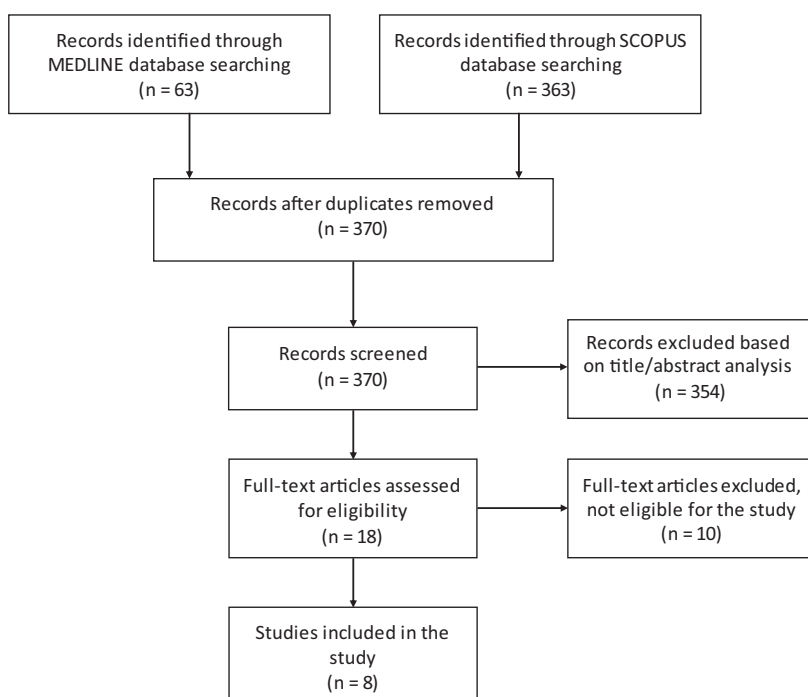 Records identified through
MEDLINE database searching
(n = 63)
Records identified through SCOPUS
database searching
(n = 363)
Records after duplicates removed
(n = 370)
Records screened
(n = 370)
Records excluded based
on title/abstract analysis
(n = 354)
Full-text articles assessed
for eligibility
(n = 18)
Full-text articles excluded,
not eligible for the study
(n = 10)
Studies included in the
study
(n = 8)